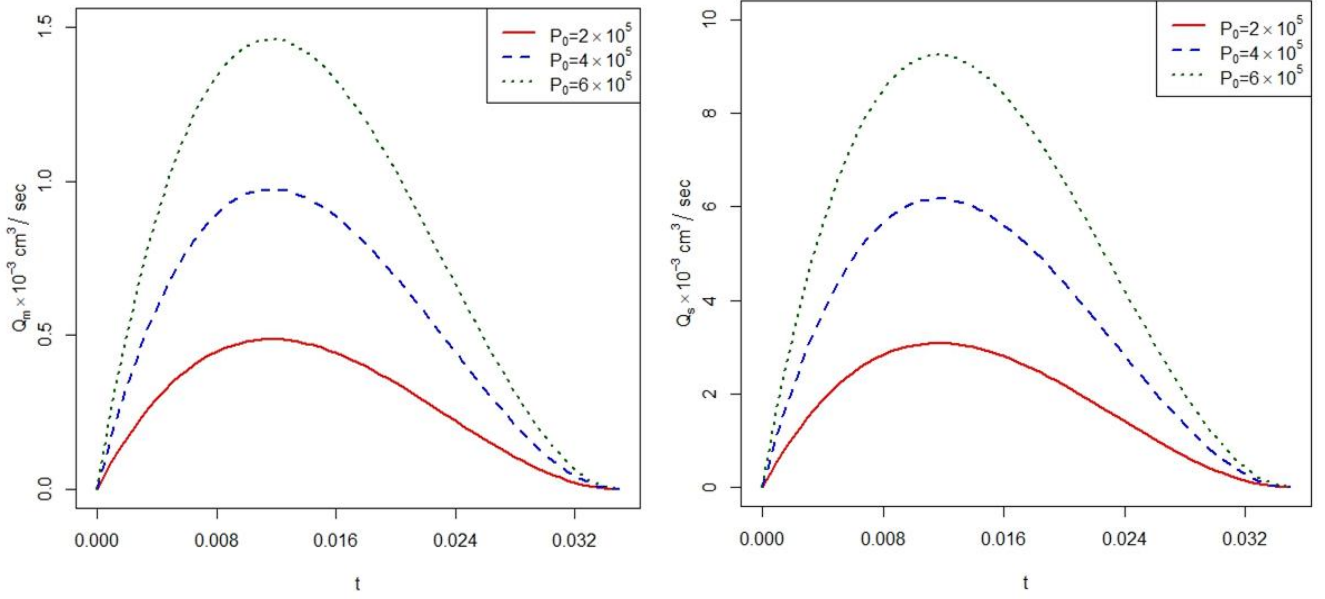 P₀=2 × 10⁵
P₀=4 × 10⁵
P₀=6 × 10⁵
1.5
1.0
0.5
0.0
Qₘ × 10⁻³ cm³/ sec
0.000 0.008 0.016 0.024 0.032
t
P₀=2 × 10⁵
P₀=4 × 10⁵
P₀=6 × 10⁵
10
8
6
4
2
0
Qₛ × 10⁻³ cm³/ sec
0.000 0.008 0.016 0.024 0.032
t